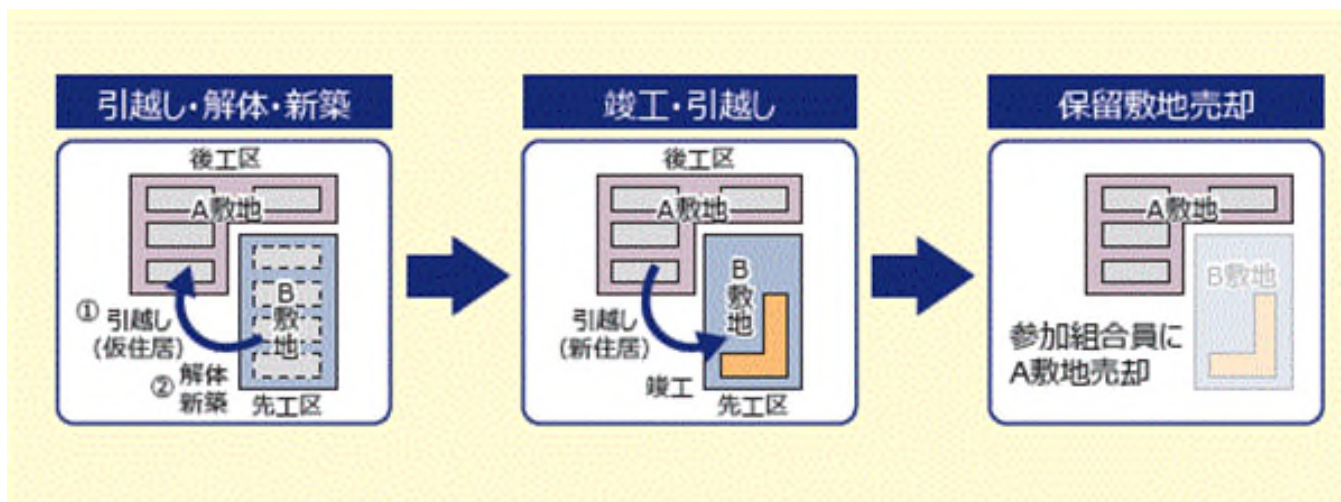 引越し・解体・新築
後工区
A敷地
B敷地
① 引越し
(仮住居)
② 解体
新築
先工区
竣工・引越し
後工区
A敷地
B敷地
引越し
(新住居)
竣工
先工区
保留敷地売却
A敷地
B敷地
参加組合員に
A敷地売却